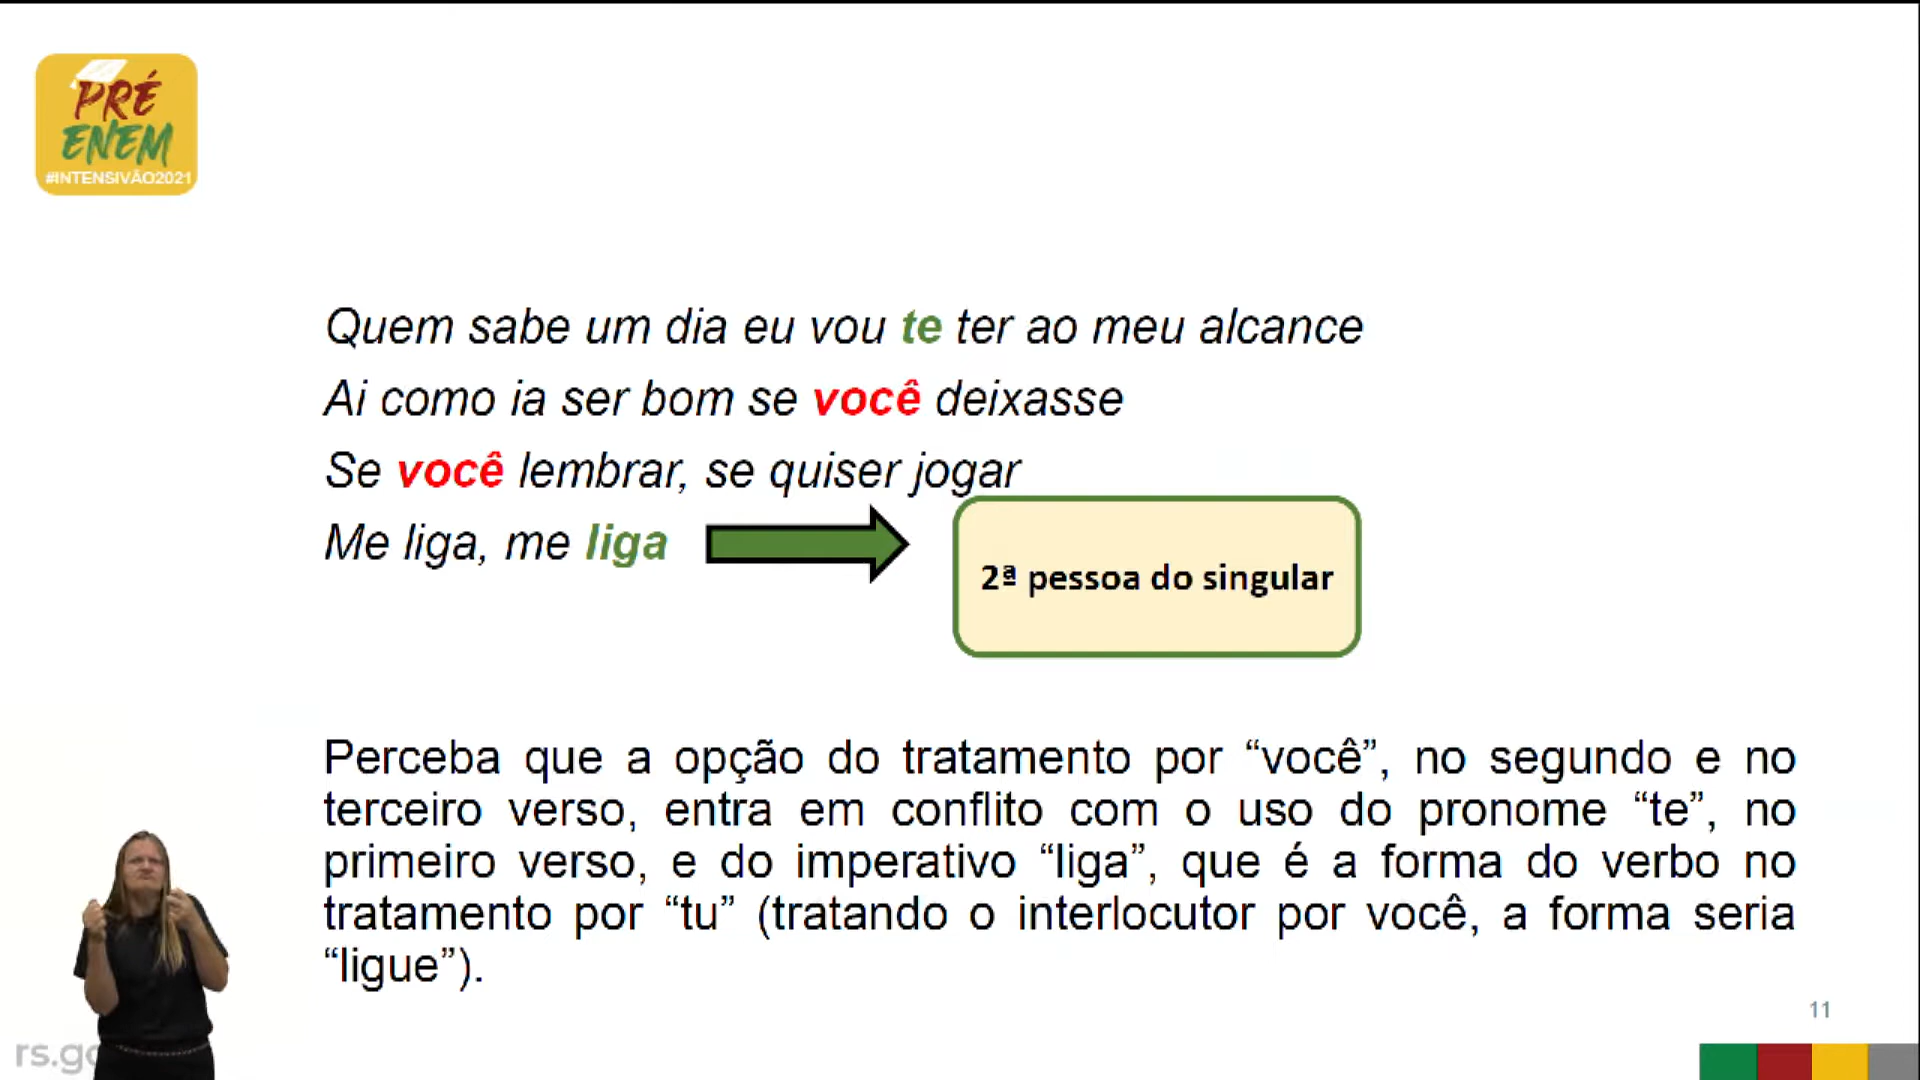 PRÉ
ENEM
#INTENSIVÃO2021
Quem sabe um dia eu vou te ter ao meu alcance
Ai como ia ser bom se você deixasse
Se você lembrar, se quiser jogar
Me liga, me liga
2ª pessoa do singular
Perceba que a opção do tratamento por “você”, no segundo e no
terceiro verso, entra em conflito com o uso do pronome “te”, no
primeiro verso, e do imperativo “liga”, que é a forma do verbo no
tratamento por “tu” (tratando o interlocutor por você, a forma seria
“ligue”).
11
rs.go